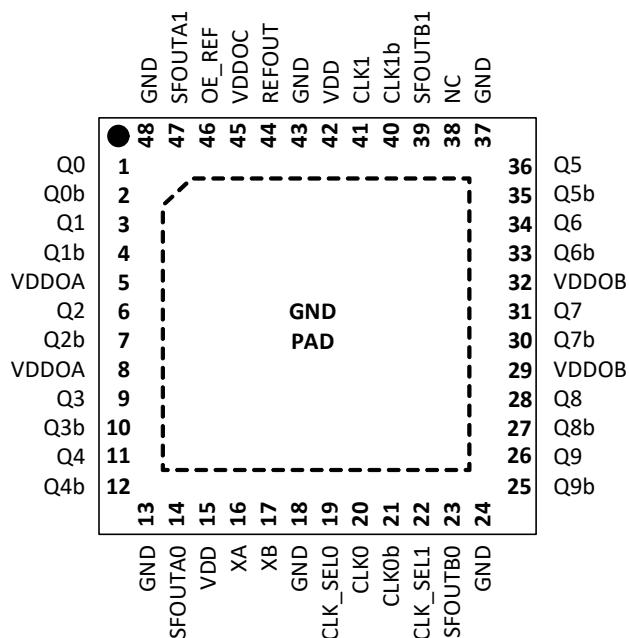 GND SFOUTA1 OE_REF VDDOC REFOUT GND VDD CLK1 CLK1b SFOUTB1 NC GND
48 47 46 45 44 43 42 41 40 39 38 37
Q0 1 36 Q5
Q0b 2 35 Q5b
Q1 3 34 Q6
Q1b 4 33 Q6b
VDDOA 5 32 VDDOB
Q2 6 GND 31 Q7
Q2b 7 PAD 30 Q7b
VDDOA 8 29 VDDOB
Q3 9 28 Q8
Q3b 10 27 Q8b
Q4 11 26 Q9
Q4b 12 25 Q9b
13 14 15 16 17 18 19 20 21 22 23 24
GND SFOUTA0 VDD XA XB GND CLK_SEL0 CLK0 CLK0b CLK_SEL1 SFOUTB0 GND